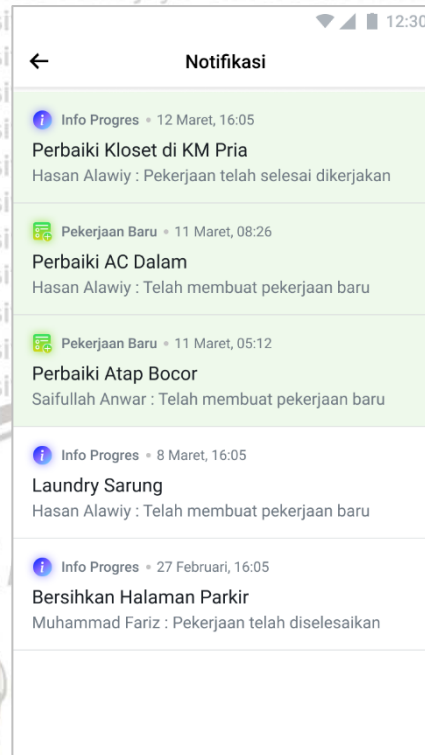 12:30
Notifikasi
Info Progres • 12 Maret, 16:05
Perbaiki Kloset di KM Pria
Hasan Alawiy : Pekerjaan telah selesai dikerjakan
Pekerjaan Baru • 11 Maret, 08:26
Perbaiki AC Dalam
Hasan Alawiy : Telah membuat pekerjaan baru
Pekerjaan Baru • 11 Maret, 05:12
Perbaiki Atap Bocor
Saifullah Anwar : Telah membuat pekerjaan baru
Info Progres • 8 Maret, 16:05
Laundry Sarung
Hasan Alawiy : Telah membuat pekerjaan baru
Info Progres • 27 Februari, 16:05
Bersihkan Halaman Parkir
Muhammad Fariz : Pekerjaan telah diselesaikan